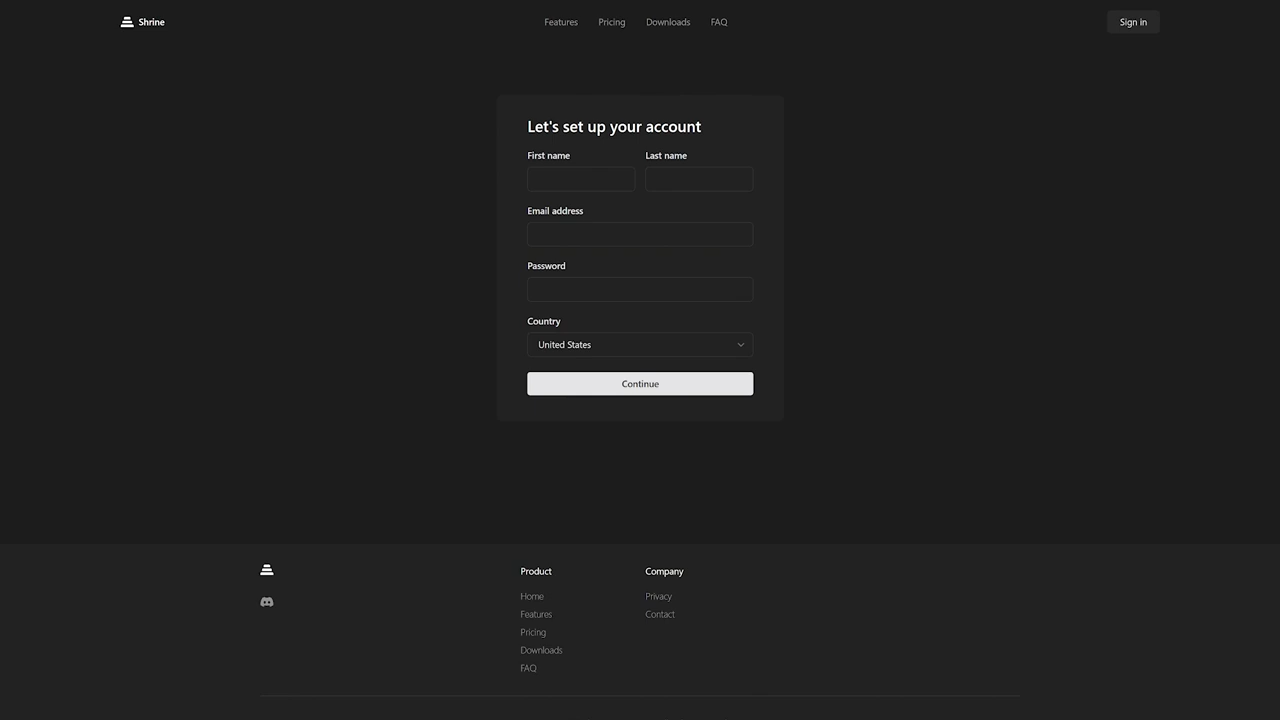 Shrine
Features Pricing Downloads FAQ
Sign in
Let's set up your account
First name Last name
Email address
Password
Country
United States
Continue
Product
Home
Features
Pricing
Downloads
FAQ
Company
Privacy
Contact